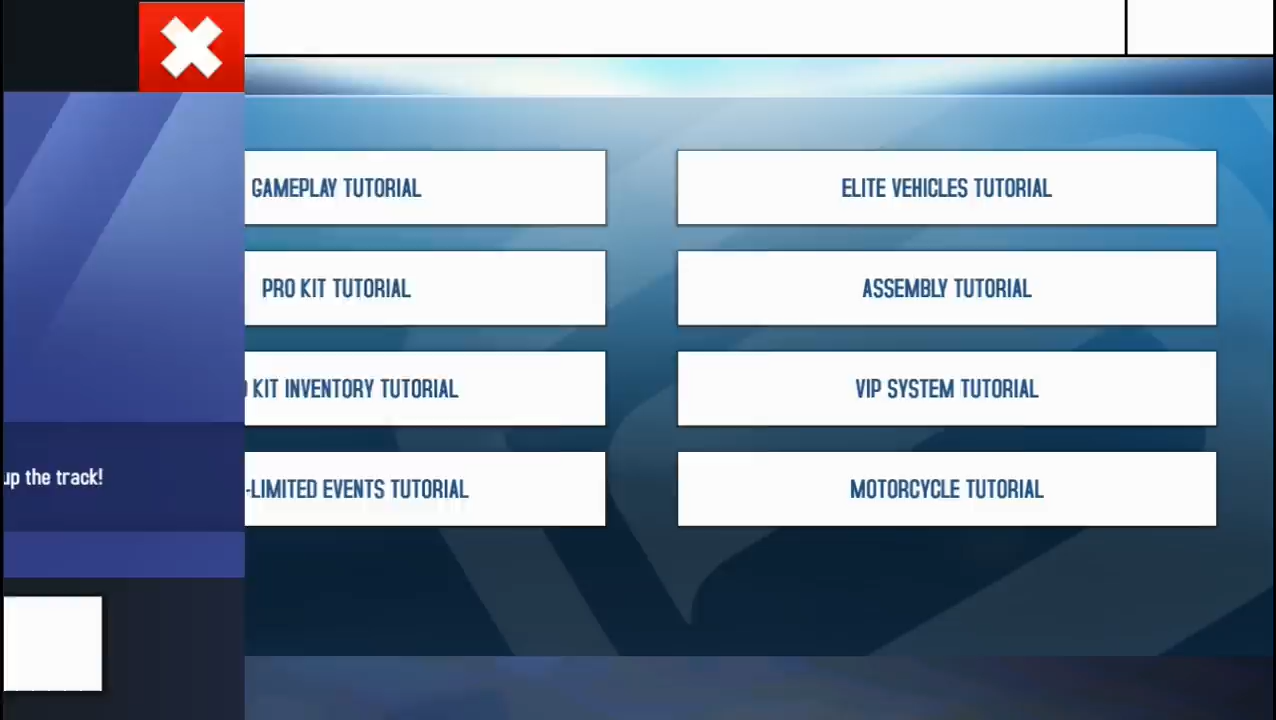 GAMEPLAY TUTORIAL
ELITE VEHICLES TUTORIAL
PRO KIT TUTORIAL
ASSEMBLY TUTORIAL
KIT INVENTORY TUTORIAL
VIP SYSTEM TUTORIAL
up the track!
-LIMITED EVENTS TUTORIAL
MOTORCYCLE TUTORIAL